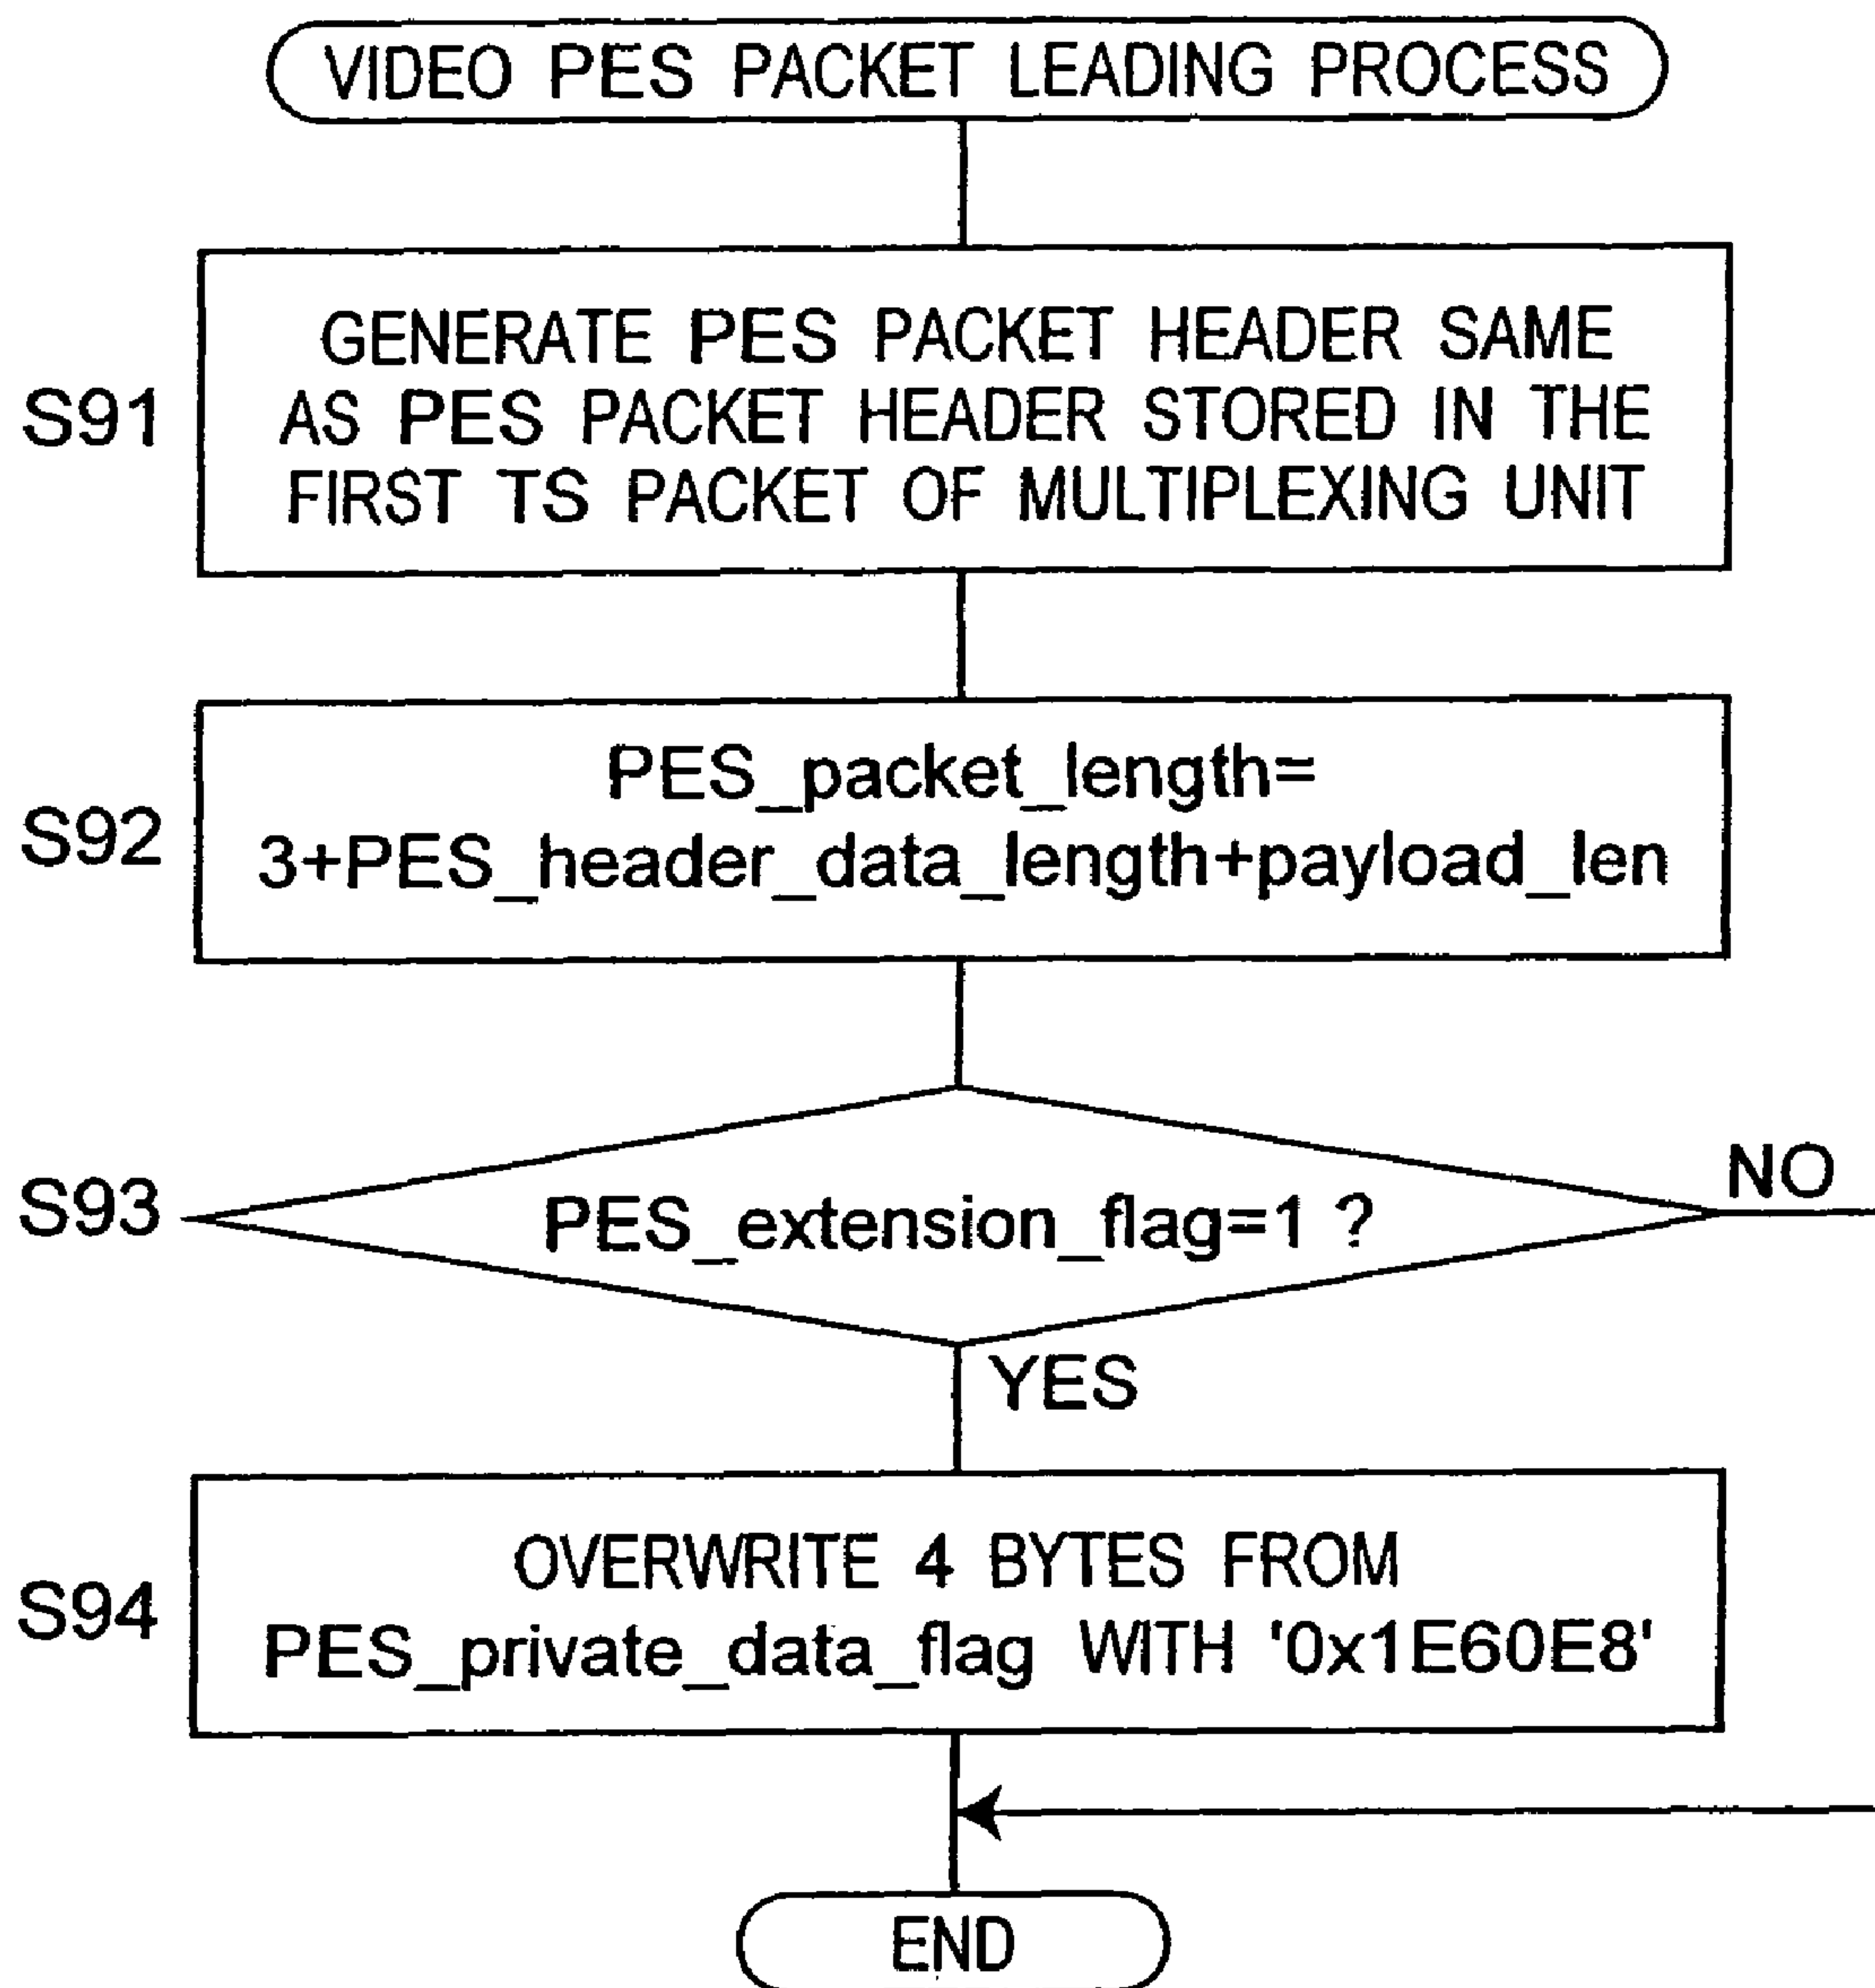 VIDEO PES PACKET LEADING PROCESS
S91
GENERATE PES PACKET HEADER SAME
AS PES PACKET HEADER STORED IN THE
FIRST TS PACKET OF MULTIPLEXING UNIT
S92
PES_packet_length=
3+PES_header_data_length+payload_len
S93
PES_extension_flag=1 ?
NO
YES
S94
OVERWRITE 4 BYTES FROM
PES_private_data_flag WITH '0x1E60E8'
END